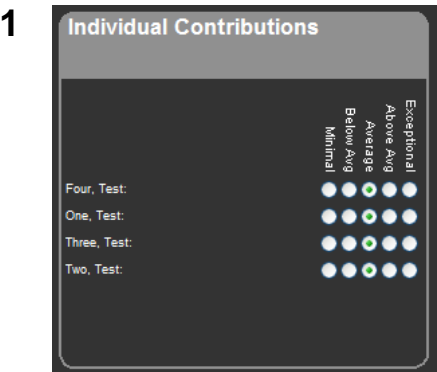 1
Individual Contributions
Minimal
Below Avg
Average
Above Avg
Exceptional
Four, Test:
One, Test:
Three, Test:
Two, Test: